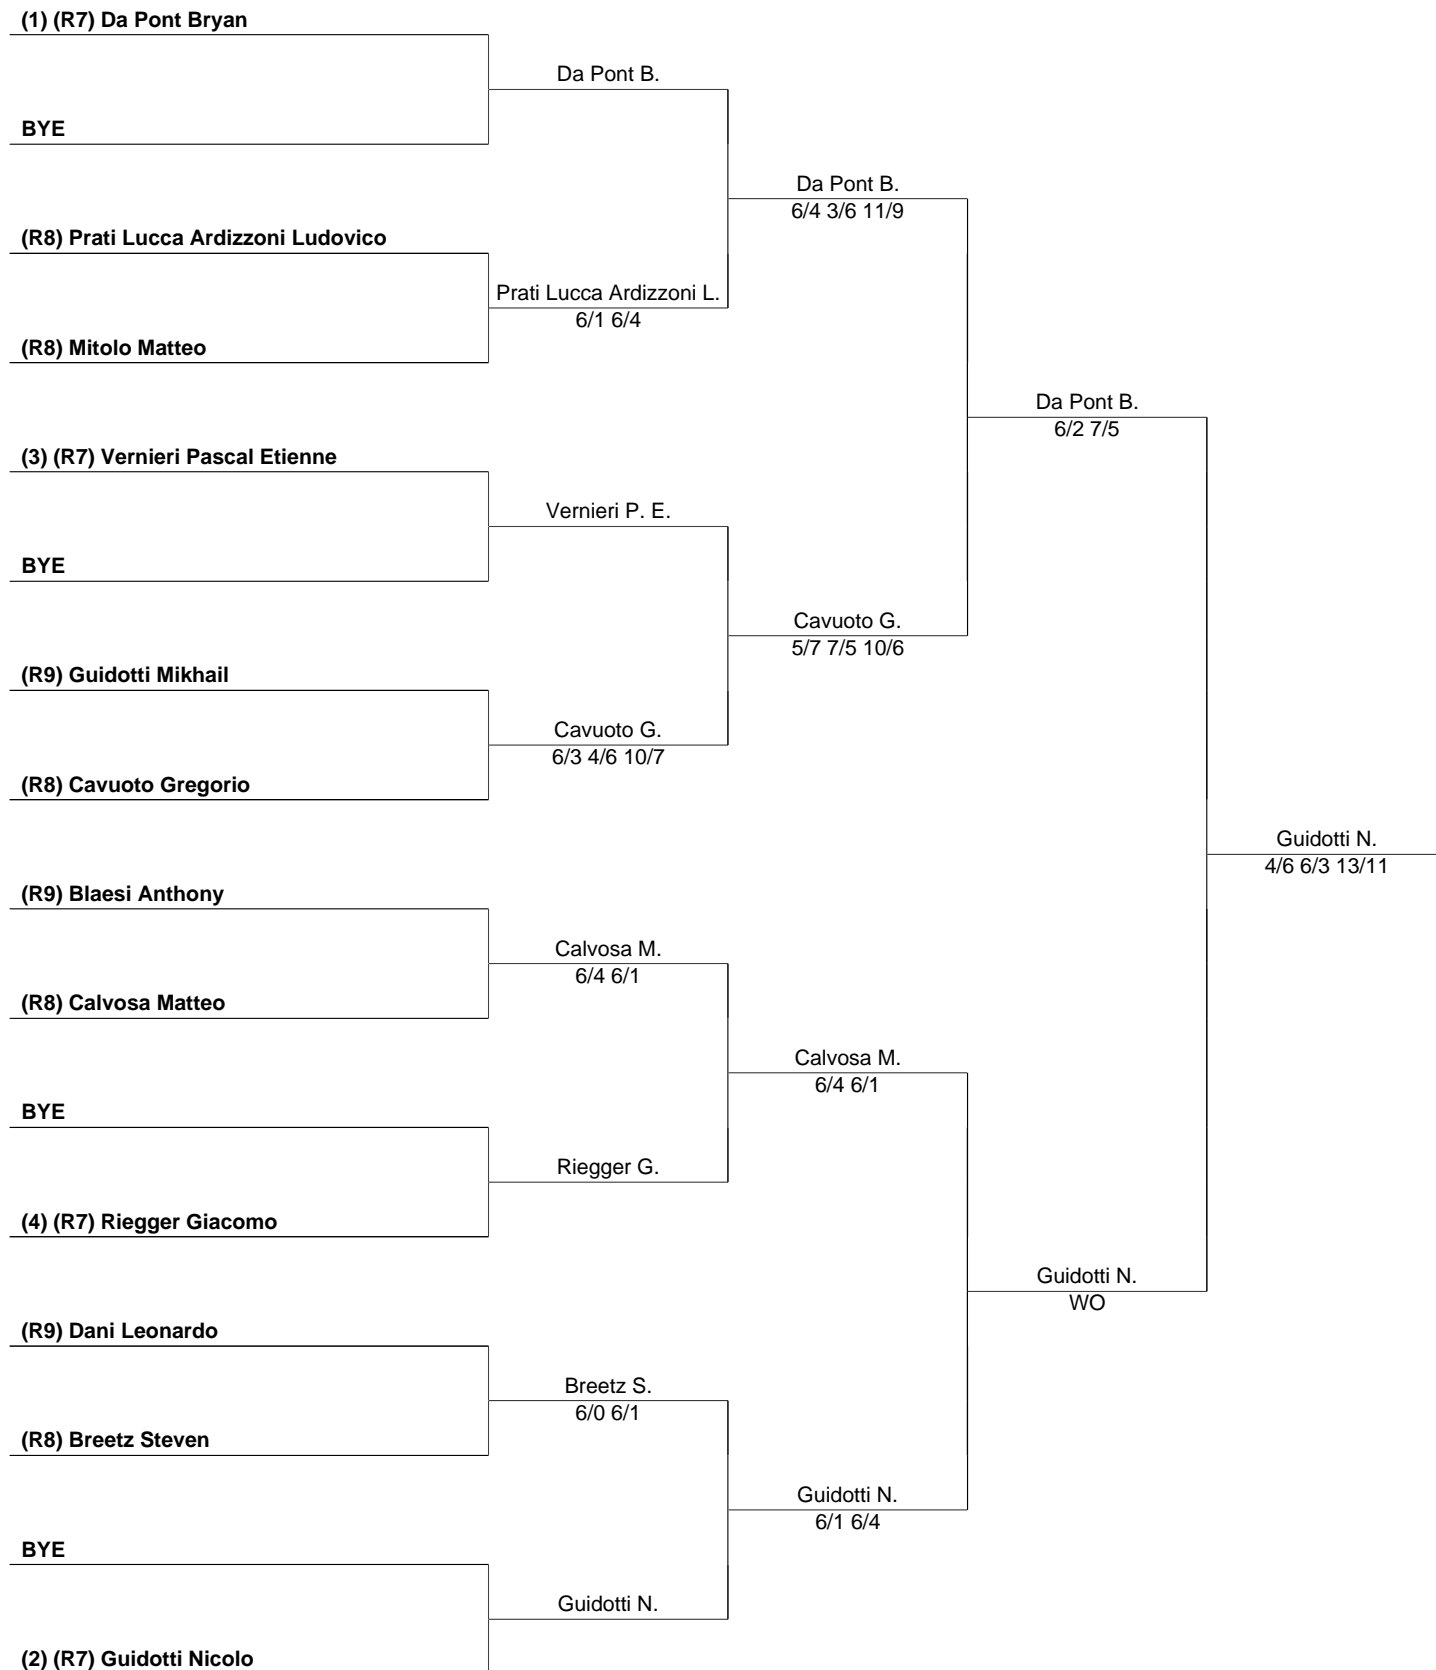 (1) (R7) Da Pont Bryan
Da Pont B.
BYE
Da Pont B.
6/4 3/6 11/9
(R8) Prati Lucca Ardizzoni Ludovico
Prati Lucca Ardizzoni L.
6/1 6/4
(R8) Mitolo Matteo
Da Pont B.
6/2 7/5
(3) (R7) Vernieri Pascal Etienne
Vernieri P. E.
BYE
Cavuoto G.
5/7 7/5 10/6
(R9) Guidotti Mikhail
Cavuoto G.
6/3 4/6 10/7
(R8) Cavuoto Gregorio
Guidotti N.
4/6 6/3 13/11
(R9) Blaesi Anthony
Calvosa M.
6/4 6/1
(R8) Calvosa Matteo
Calvosa M.
6/4 6/1
BYE
Riegger G.
(4) (R7) Riegger Giacomo
Guidotti N.
WO
(R9) Dani Leonardo
Breetz S.
6/0 6/1
(R8) Breetz Steven
Guidotti N.
6/1 6/4
BYE
Guidotti N.
(2) (R7) Guidotti Nicolo